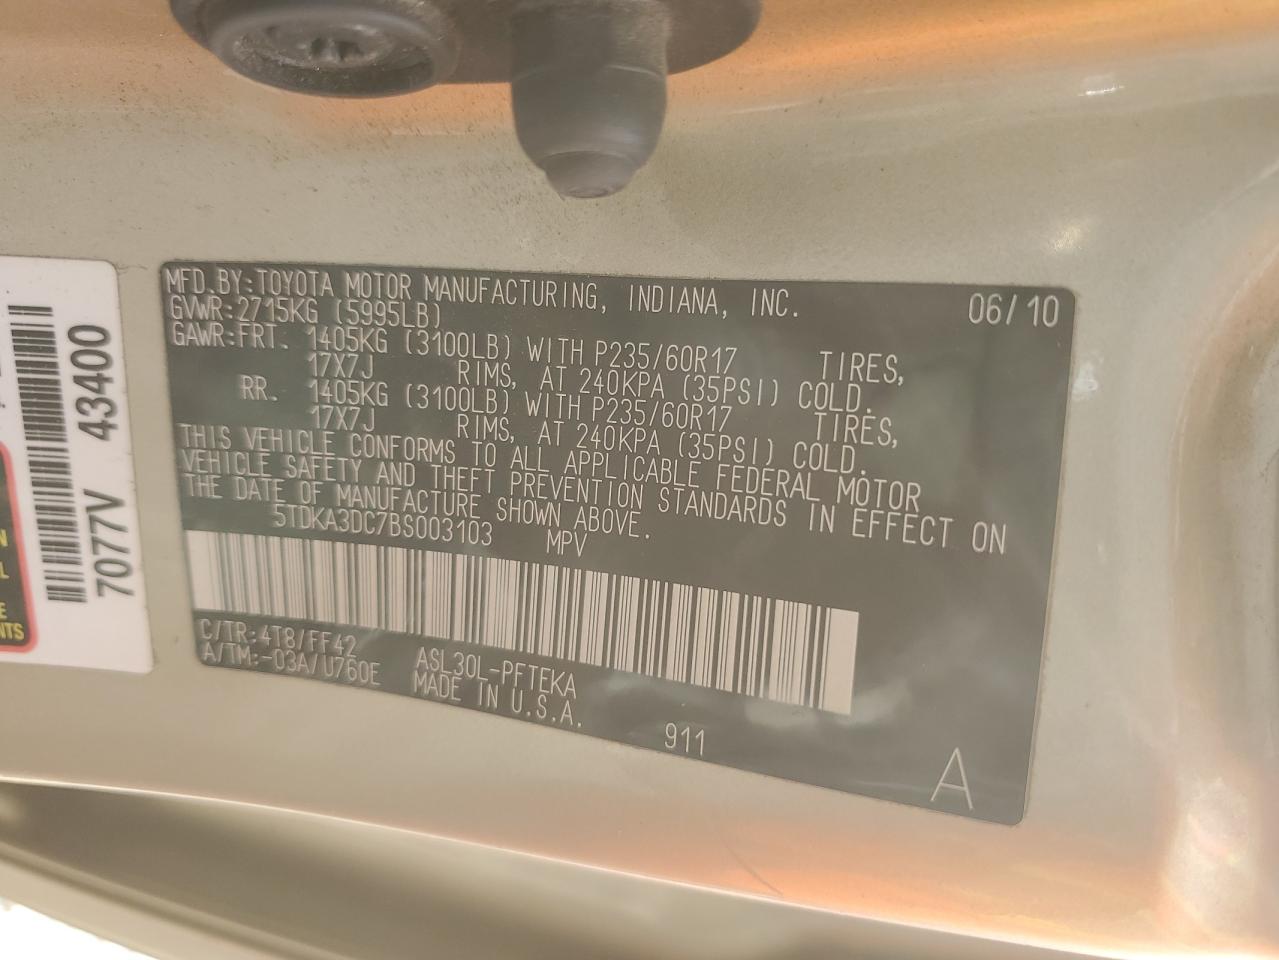 MFD. BY: TOYOTA MOTOR MANUFACTURING, INDIANA, INC. 06/10
GVWR: 2715KG (5995LB)
GAWR: FRT. 1405KG (3100LB) WITH P235/60R17 TIRES,
17X7J RIMS, AT 240KPA (35PSI) COLD.
RR. 1405KG (3100LB) WITH P235/60R17 TIRES,
17X7J RIMS, AT 240KPA (35PSI) COLD.
THIS VEHICLE CONFORMS TO ALL APPLICABLE FEDERAL MOTOR
VEHICLE SAFETY AND THEFT PREVENTION STANDARDS IN EFFECT ON
THE DATE OF MANUFACTURE SHOWN ABOVE.
5TDKA3DC7BS003103 MPV
C/TR: 4T8/FF42 ASL30L-PFTEKA
A/TM: -03A/U760E MADE IN U.S.A.
911
A
7077V 43400
N
L
E
NTS